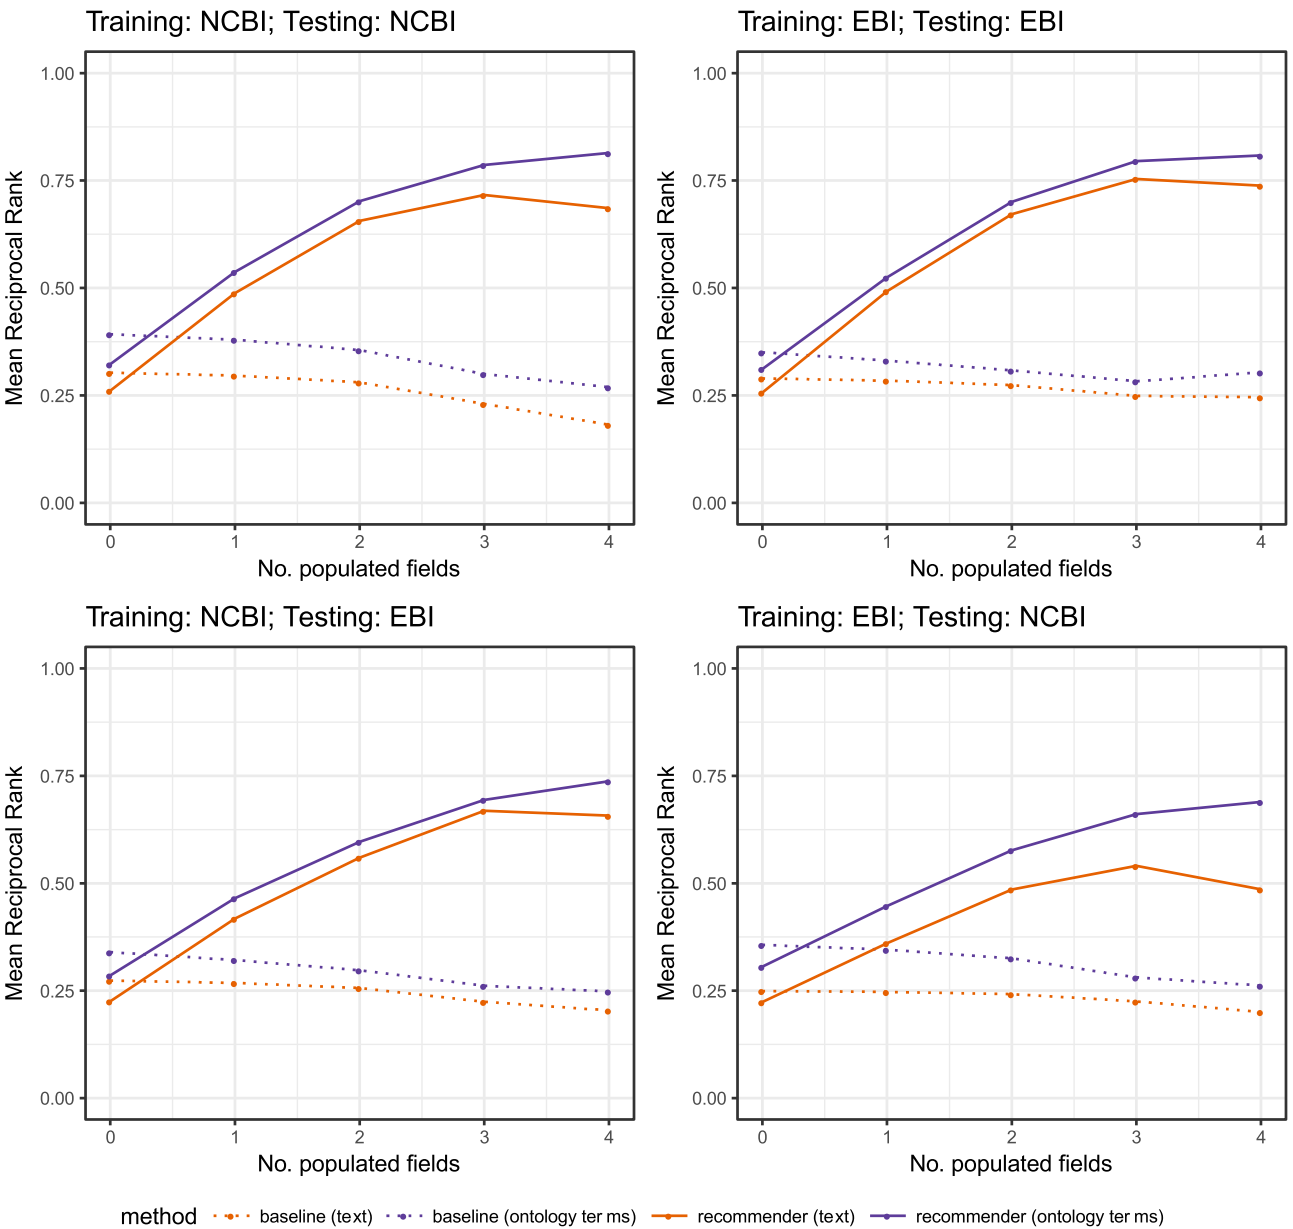 Training: NCBI; Testing: NCBI
1.00
0.75
0.50
0.25
0.00
Mean Reciprocal Rank
0 1 2 3 4
No. populated fields
Training: EBI; Testing: EBI
1.00
0.75
0.50
0.25
0.00
Mean Reciprocal Rank
0 1 2 3 4
No. populated fields
Training: NCBI; Testing: EBI
1.00
0.75
0.50
0.25
0.00
Mean Reciprocal Rank
0 1 2 3 4
No. populated fields
Training: EBI; Testing: NCBI
1.00
0.75
0.50
0.25
0.00
Mean Reciprocal Rank
0 1 2 3 4
No. populated fields
method baseline (text) baseline (ontology ter ms) recommender (text) recommender (ontology ter ms)